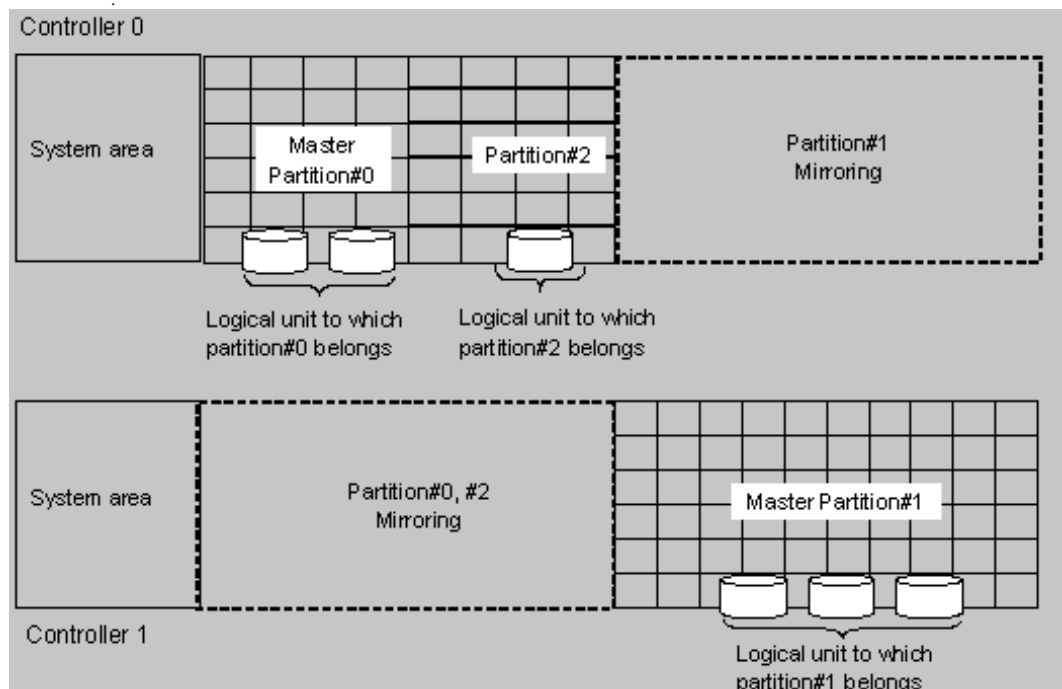 Controller 0
System area
Master
Partition#0
Partition#2
Partition#1
Mirroring
Logical unit to which
partition#0 belongs
Logical unit to which
partition#2 belongs
System area
Partition#0, #2
Mirroring
Master Partition#1
Controller 1
Logical unit to which
partition#1 belongs